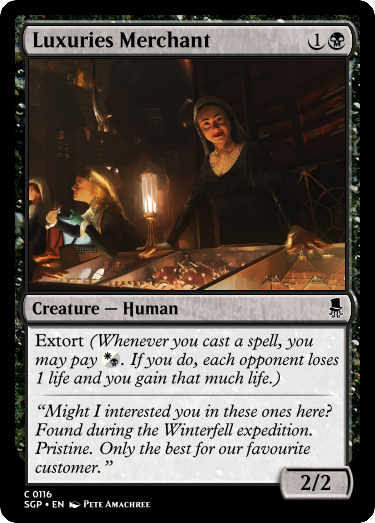 Luxuries Merchant 1
Creature — Human
Extort (Whenever you cast a spell, you
may pay . If you do, each opponent loses
1 life and you gain that much life.)
“Might I interested you in these ones here?
Found during the Winterfell expedition.
Pristine. Only the best for our favourite
customer.”
2/2
C 0116
SGP • EN Pete Amachree